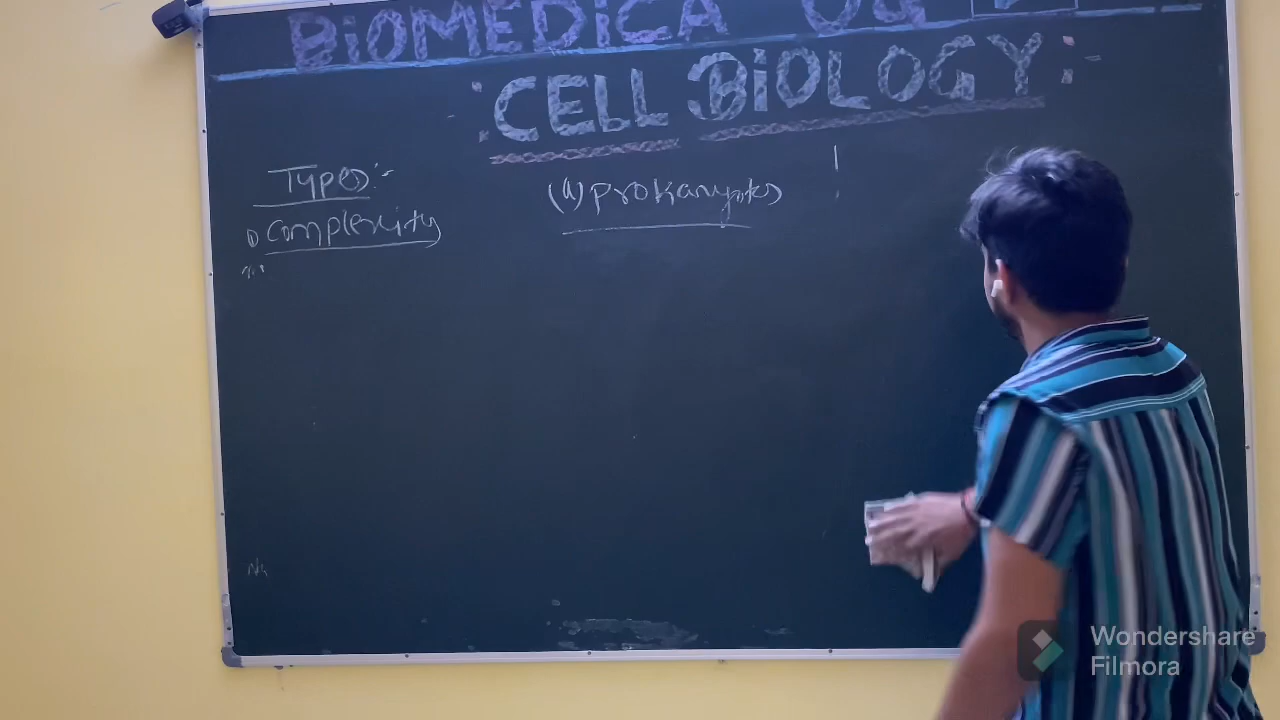 BiOMEDiCA
: CELL BiOLOGY :-
Types:-
(a) prokaryotes
1) Complexity
Wondershare
Filmora